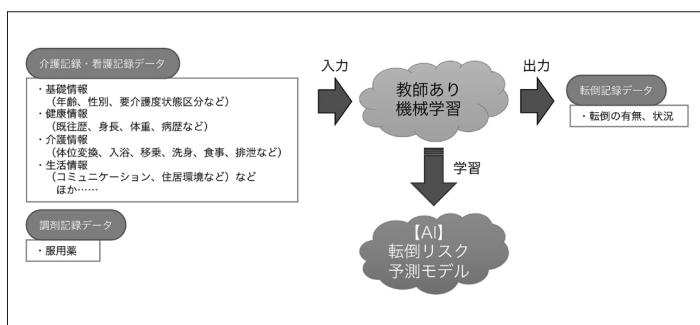 介護記録・看護記録データ
・基礎情報
（年齢、性別、要介護度状態区分など）
・健康情報
（既往歴、身長、体重、病歴など）
・介護情報
（体位変換、入浴、移乗、洗身、食事、排泄など）
・生活情報
（コミュニケーション、住居環境など）など
ほか……
調剤記録データ
・服用薬
入力
教師あり
機械学習
出力
転倒記録データ
・転倒の有無、状況
学習
【AI】
転倒リスク
予測モデル